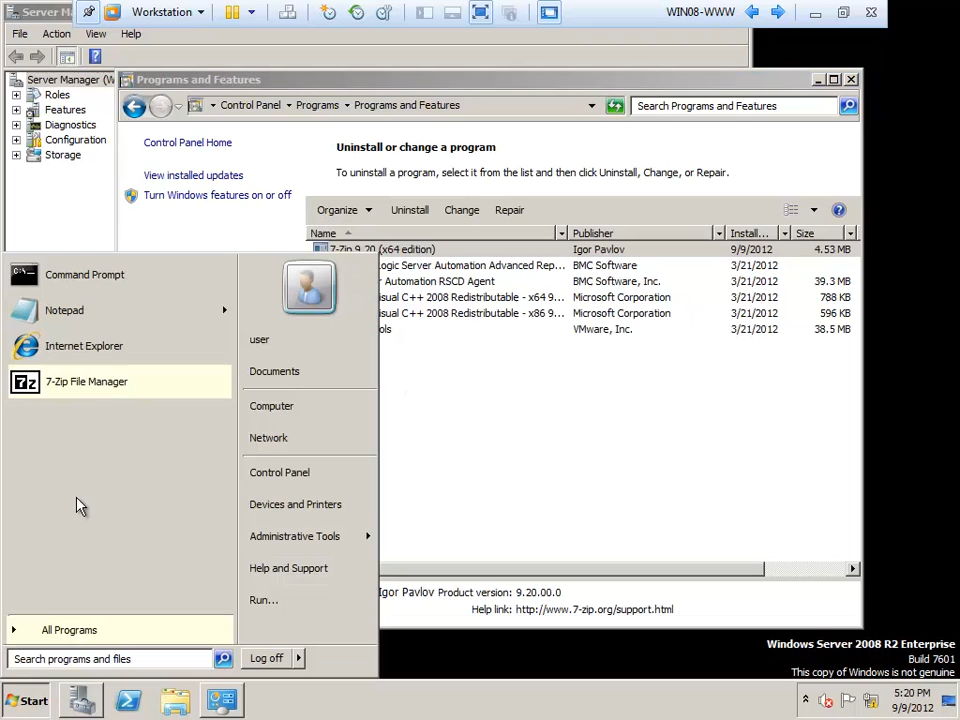 Server M
Workstation
WIN08-WWW
File Action View Help
Server Manager (W
Roles
Features
Diagnostics
Configuration
Storage
Programs and Features
Control Panel Programs Programs and Features
Search Programs and Features
Control Panel Home
View installed updates
Turn Windows features on or off
Uninstall or change a program
To uninstall a program, select it from the list and then click Uninstall, Change, or Repair.
Organize Uninstall Change Repair
Name Publisher Install... Size
7-Zip 9.20 (x64 edition) Igor Pavlov 9/9/2012 4.53 MB
Logic Server Automation Advanced Rep... BMC Software 3/21/2012
r Automation RSCD Agent BMC Software, Inc. 3/21/2012 39.3 MB
isual C++ 2008 Redistributable - x64 9... Microsoft Corporation 3/21/2012 788 KB
isual C++ 2008 Redistributable - x86 9... Microsoft Corporation 3/21/2012 596 KB
ols VMware, Inc. 3/21/2012 38.5 MB
Igor Pavlov Product version: 9.20.00.0
Help link: http://www.7-zip.org/support.html
Command Prompt
Notepad
Internet Explorer
7z 7-Zip File Manager
All Programs
Search programs and files
user
Documents
Computer
Network
Control Panel
Devices and Printers
Administrative Tools
Help and Support
Run...
Log off
Windows Server 2008 R2 Enterprise
Build 7601
This copy of Windows is not genuine
Start
5:20 PM
9/9/2012